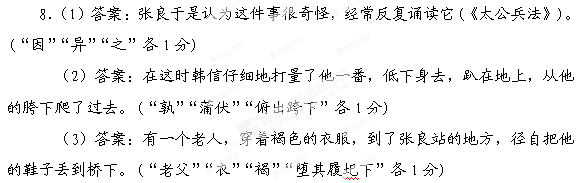 8.（1）答案：张良于是认为这件事很奇怪，经常反复诵读它（《太公兵法》）。
（“因”“异”“之”各1分）
（2）答案：在这时韩信仔细地打量了他一番，低下身去，趴在地上，从他
的胯下爬了过去。（“孰”“蒲伏”“俯出跨下”各1分）
（3）答案：有一个老人，穿着褐色的衣服，到了张良站的地方，径自把他
的鞋子丢到桥下。（“老父”“衣”“褐”“堕其履圯下”各1分）